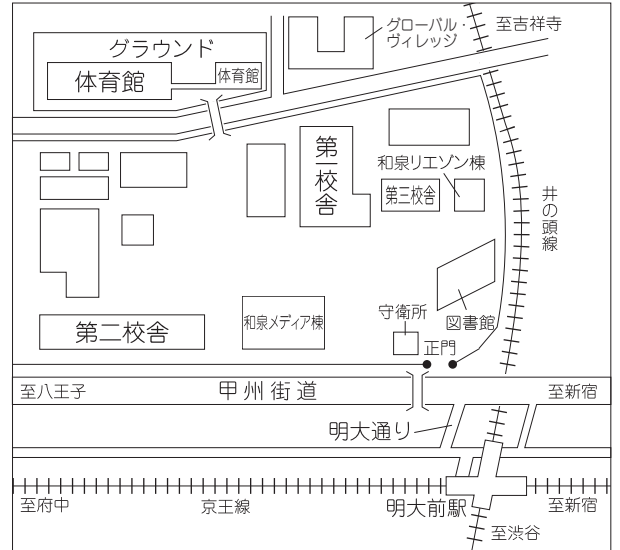 グローバル・
ヴィレッジ
至吉祥寺
グラウンド
体育館
体育館
第一校舎
和泉リエゾン棟
第三校舎
井の頭線
図書館
守衛所
正門
第二校舎
和泉メディア棟
至八王子
甲州街道
至新宿
明大通り
至府中
京王線
明大前駅
至新宿
至渋谷